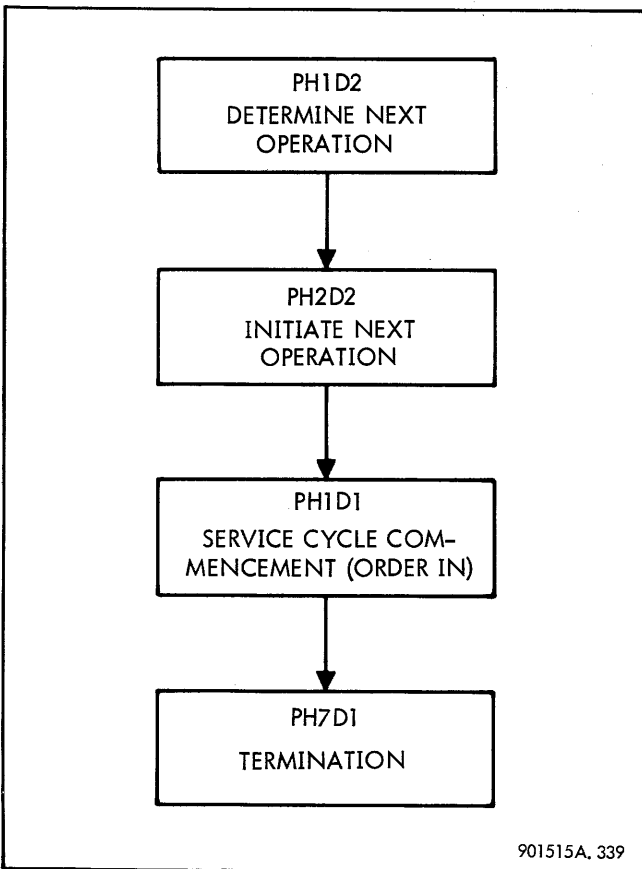 PH1D2
DETERMINE NEXT
OPERATION
PH2D2
INITIATE NEXT
OPERATION
PH1D1
SERVICE CYCLE COM-
MENCEMENT (ORDER IN)
PH7D1
TERMINATION
901515A. 339